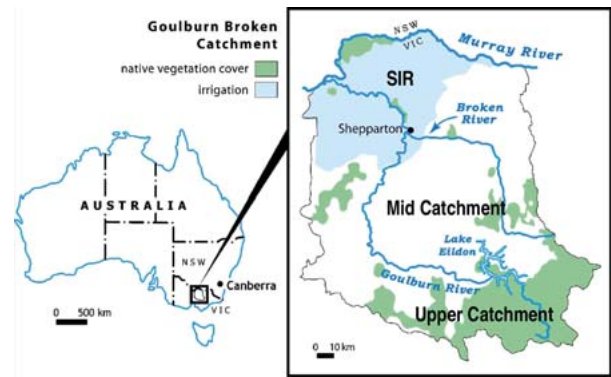 Goulburn Broken
Catchment
native vegetation cover
irrigation
AUSTRALIA
NSW
Canberra
VIC
0 500 km
NSW
VIC
Murray River
SIR
Broken
River
Shepparton
Mid Catchment
Lake
Eildon
Goulburn River
Upper Catchment
0 10 km